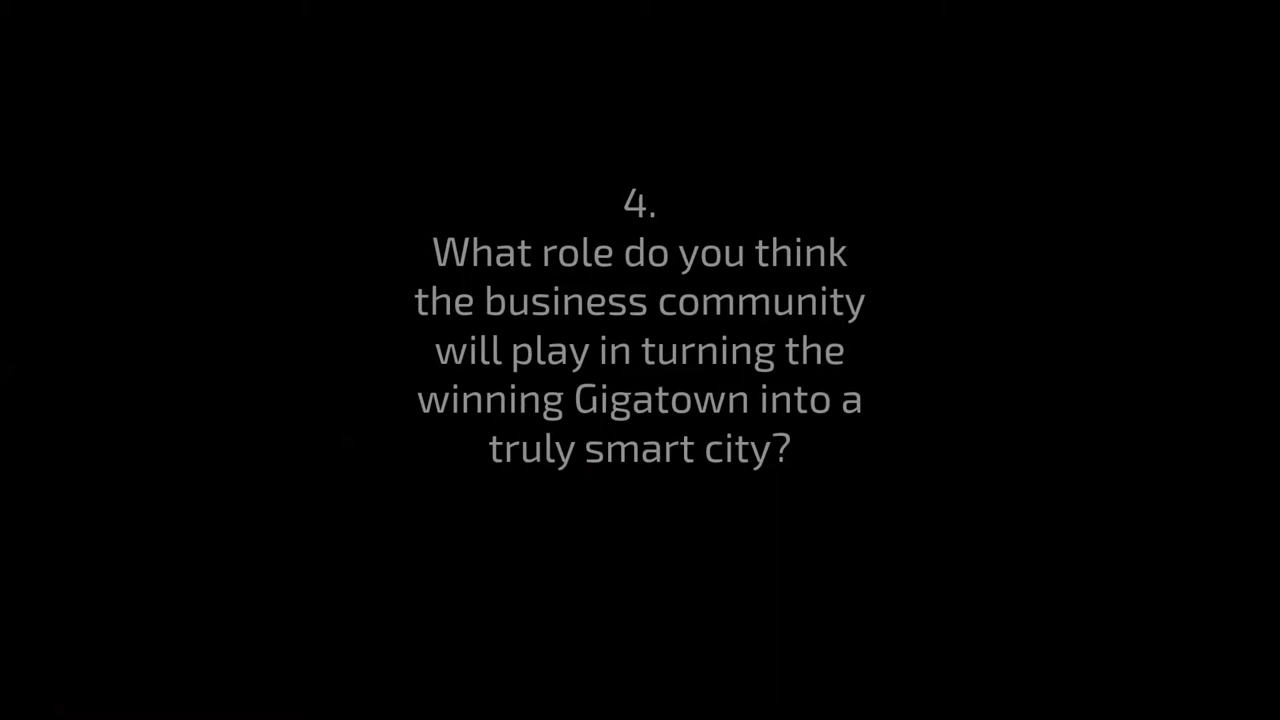 4.
What role do you think
the business community
will play in turning the
winning Gigatown into a
truly smart city?